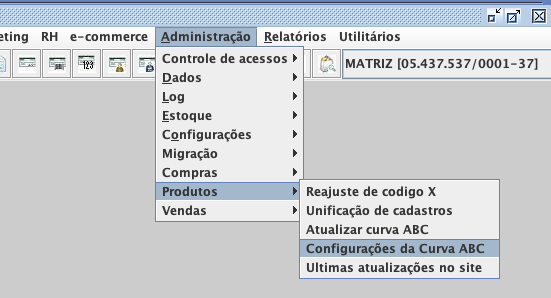 eting RH e-commerce Administração Relatórios Utilitários
123 MATRIZ [05.437.537/0001-37]
Controle de acessos
Dados
Log
Estoque
Configurações
Migração
Compras
Produtos
Vendas
Reajuste de codigo X
Unificação de cadastros
Atualizar curva ABC
Configurações da Curva ABC
Ultimas atualizações no site